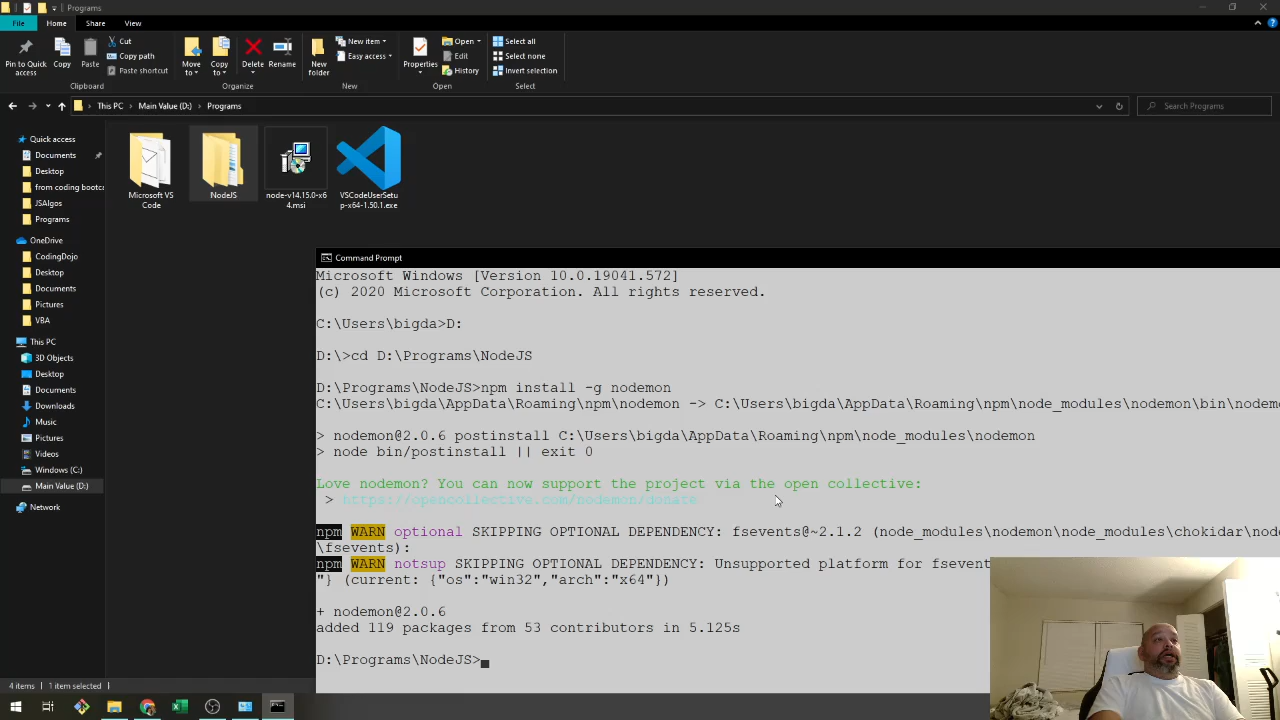 Programs
File
Home
Share
View
Pin to Quick access
Copy
Paste
Cut
Copy path
Paste shortcut
Clipboard
Move to
Copy to
Delete
Rename
Organize
New folder
New item
Easy access
New
Properties
Open
Edit
History
Open
Select all
Select none
Invert selection
Select
This PC
Main Value (D:)
Programs
Search Programs
Quick access
Documents
Desktop
from coding bootc
JSAlgos
Programs
OneDrive
CodingDojo
Desktop
Documents
Pictures
VBA
This PC
3D Objects
Desktop
Documents
Downloads
Music
Pictures
Videos
Windows (C:)
Main Value (D:)
Network
Microsoft VS Code
NodeJS
node-v14.15.0-x64.msi
VSCodeUserSetup-x64-1.50.1.exe
Command Prompt
Microsoft Windows [Version 10.0.19041.572]
(c) 2020 Microsoft Corporation. All rights reserved.
C:\Users\bigda>D:
D:\>cd D:\Programs\NodeJS
D:\Programs\NodeJS>npm install -g nodemon
C:\Users\bigda\AppData\Roaming\npm\nodemon -> C:\Users\bigda\AppData\Roaming\npm\node_modules\nodemon\bin\nodem
> nodemon@2.0.6 postinstall C:\Users\bigda\AppData\Roaming\npm\node_modules\nodemon
> node bin/postinstall || exit 0
Love nodemon? You can now support the project via the open collective:
> https://opencollective.com/nodemon/donate
npm WARN optional SKIPPING OPTIONAL DEPENDENCY: fsevents@~2.1.2 (node_modules\nodemon\node_modules\chokidar\node
\fsevents):
npm WARN notsup SKIPPING OPTIONAL DEPENDENCY: Unsupported platform for fsevent
"} (current: {"os":"win32","arch":"x64"})
+ nodemon@2.0.6
added 119 packages from 53 contributors in 5.125s
D:\Programs\NodeJS>
4 items
1 item selected